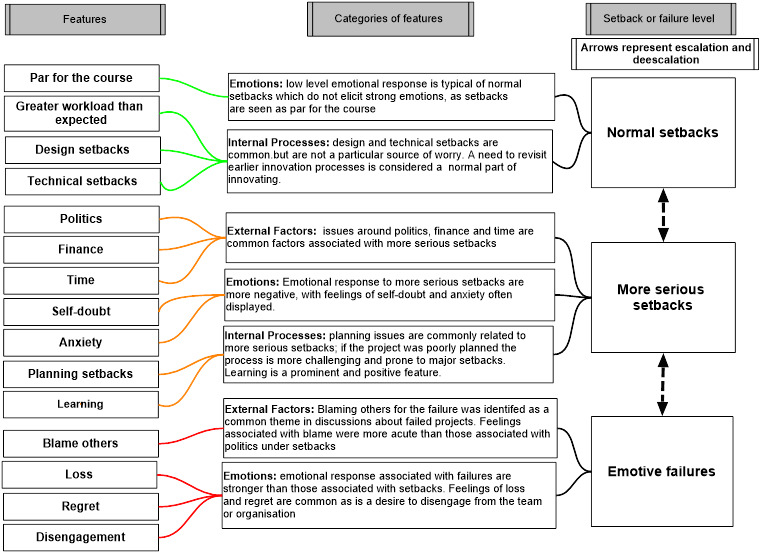 Features
Categories of features
Setback or failure level
Arrows represent escalation and
deescalation
Par for the course
Greater workload than
expected
Design setbacks
Technical setbacks
Emotions: low level emotional response is typical of normal
setbacks which do not elicit strong emotions, as setbacks
are seen as par for the course
Internal Processes: design and technical setbacks are
common.but are not a particular source of worry. A need to revisit
earlier innovation processes is considered a normal part of
innovating.
Normal setbacks
Politics
Finance
Time
Self-doubt
Anxiety
Planning setbacks
Learning
External Factors: issues around politics, finance and time are
common factors associated with more serious setbacks
Emotions: Emotional response to more serious setbacks are
more negative, with feelings of self-doubt and anxiety often
displayed.
Internal Processes: planning issues are commonly related to
more serious setbacks; if the project was poorly planned the
process is more challenging and prone to major setbacks.
Learning is a prominent and positive feature.
More serious
setbacks
Blame others
Loss
Regret
Disengagement
External Factors: Blaming others for the failure was identifed as a
common theme in discussions about failed projects. Feelings
associated with blame were more acute than those associated with
politics under setbacks
Emotions: emotional response associated with failures are
stronger than those associated with setbacks. Feelings of loss
and regret are common as is a desire to disengage from the team
or organisation
Emotive failures